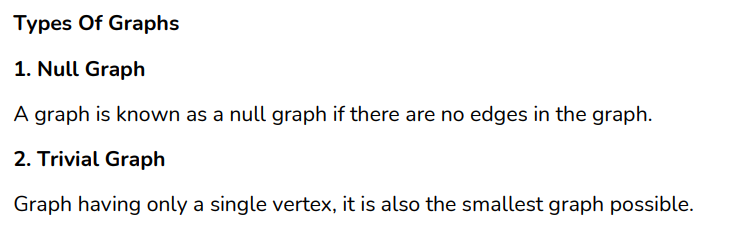 Types Of Graphs
1. Null Graph
A graph is known as a null graph if there are no edges in the graph.
2. Trivial Graph
Graph having only a single vertex, it is also the smallest graph possible.